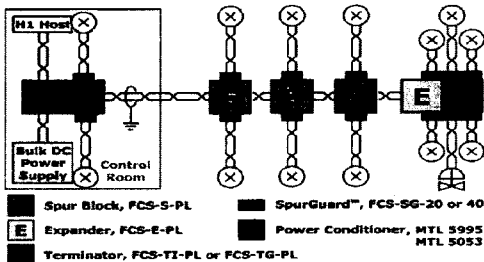 H1 Host
Bulk DC
Power
Supply
Control
Room
E
Spur Block, FCS-S-PL
SpurGuard™, FCS-SG-20 or 40
E Expander, FCS-E-PL
Power Conditioner, MTL 5995
MTL 5053
Terminator, FCS-TI-PL or FCS-TG-PL